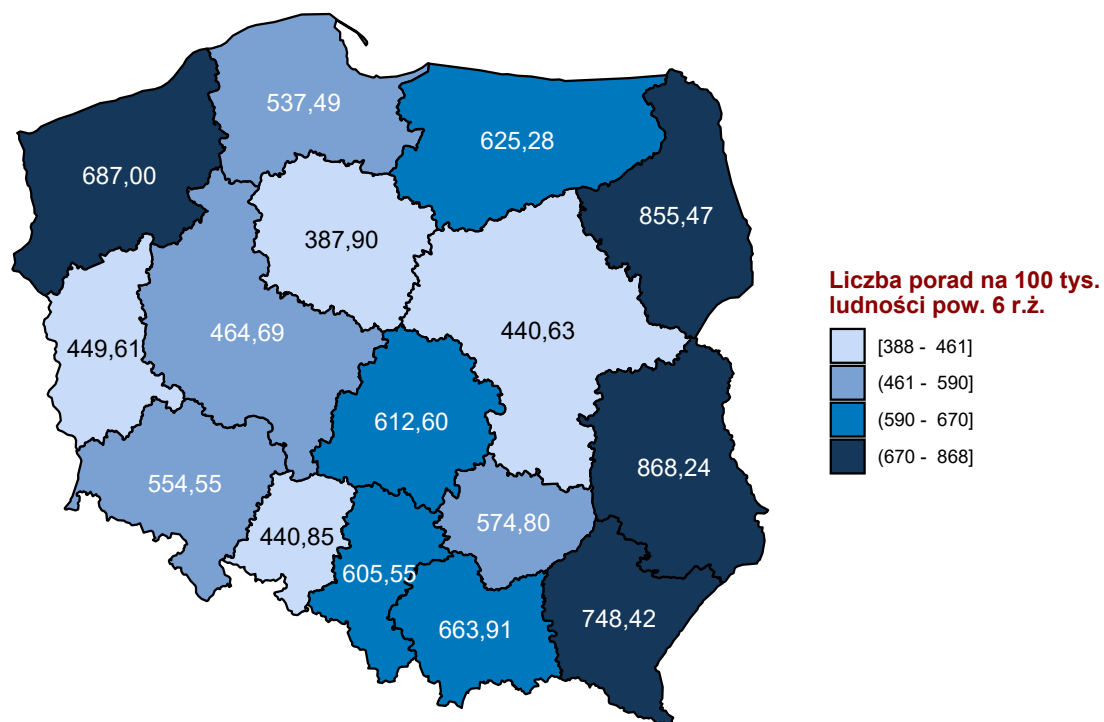 537,49
625,28
687,00
855,47
387,90
464,69
440,63
449,61
612,60
868,24
554,55
574,80
440,85
605,55
663,91
748,42
Liczba porad na 100 tys.
ludności pow. 6 r.ż.
[388 - 461]
(461 - 590]
(590 - 670]
(670 - 868]